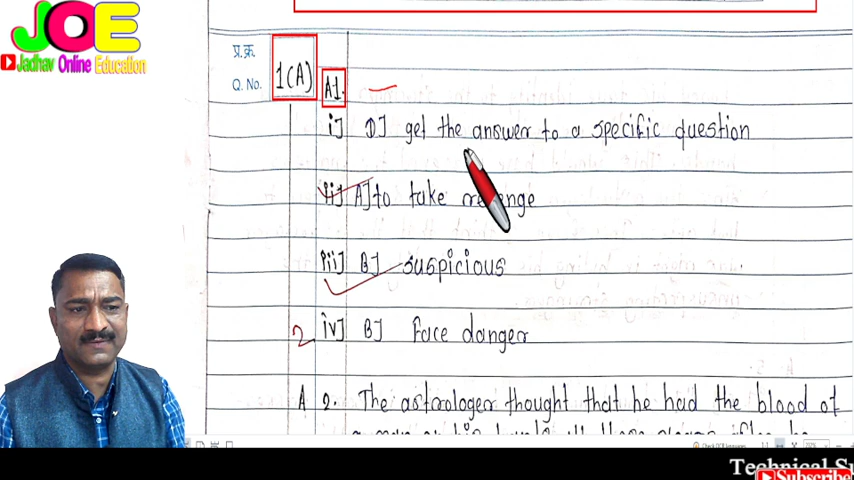 JOE
Jadhav Online Education
प्र.क्र.
Q. No.
1(A)
A1.
i] D] get the answer to a specific question
ii] A] to take revenge
iii] B] suspicious
2 iv] B] Face danger
A 2. The astrologer thought that he had the blood of
Technical Su
Subscribe